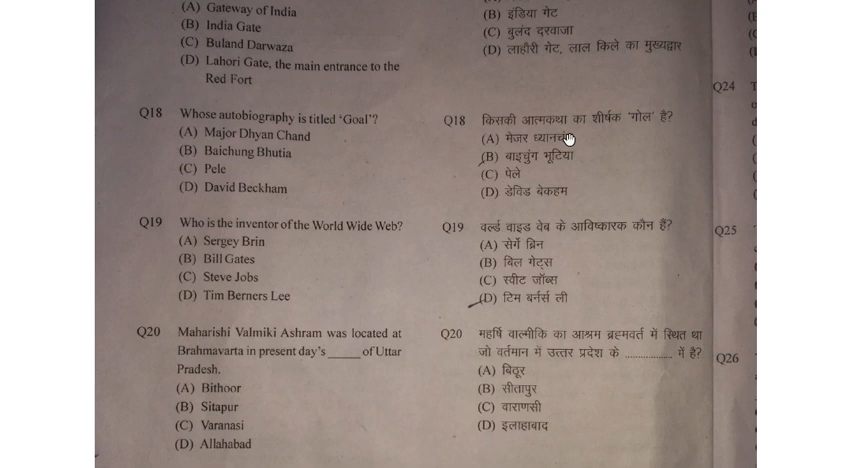 (A) Gateway of India
(B) India Gate
(C) Buland Darwaza
(D) Lahori Gate, the main entrance to the
Red Fort
Q18 Whose autobiography is titled ‘Goal’?
(A) Major Dhyan Chand
(B) Baichung Bhutia
(C) Pele
(D) David Beckham
Q19 Who is the inventor of the World Wide Web?
(A) Sergey Brin
(B) Bill Gates
(C) Steve Jobs
(D) Tim Berners Lee
Q20 Maharishi Valmiki Ashram was located at
Brahmavarta in present day’s _____ of Uttar
Pradesh.
(A) Bithoor
(B) Sitapur
(C) Varanasi
(D) Allahabad
(B) इंडिया गेट
(C) बुलंद दरवाजा
(D) लाहौरी गेट, लाल किले का मुख्यद्वार
Q18 किसकी आत्मकथा का शीर्षक ‘गोल’ है?
(A) मेजर
(B) बाइचुंग भूटिया
(C) पेले
(D) डेविड बेकहम
Q19 वर्ल्ड वाइड वेब के आविष्कारक कौन हैं?
(A) सेर्गे ब्रिन
(B) बिल गेट्स
(C) स्वीट जॉब्स
(D) टिम बर्नर्स ली
Q20 महर्षि वाल्मीकि का आश्रम ब्रह्मवर्त में स्थित था
जो वर्तमान में उत्तर प्रदेश के ................. में है?
(A) बिठूर
(B) सीतापुर
(C) वाराणसी
(D) इलाहाबाद
Q24
Q25
Q26